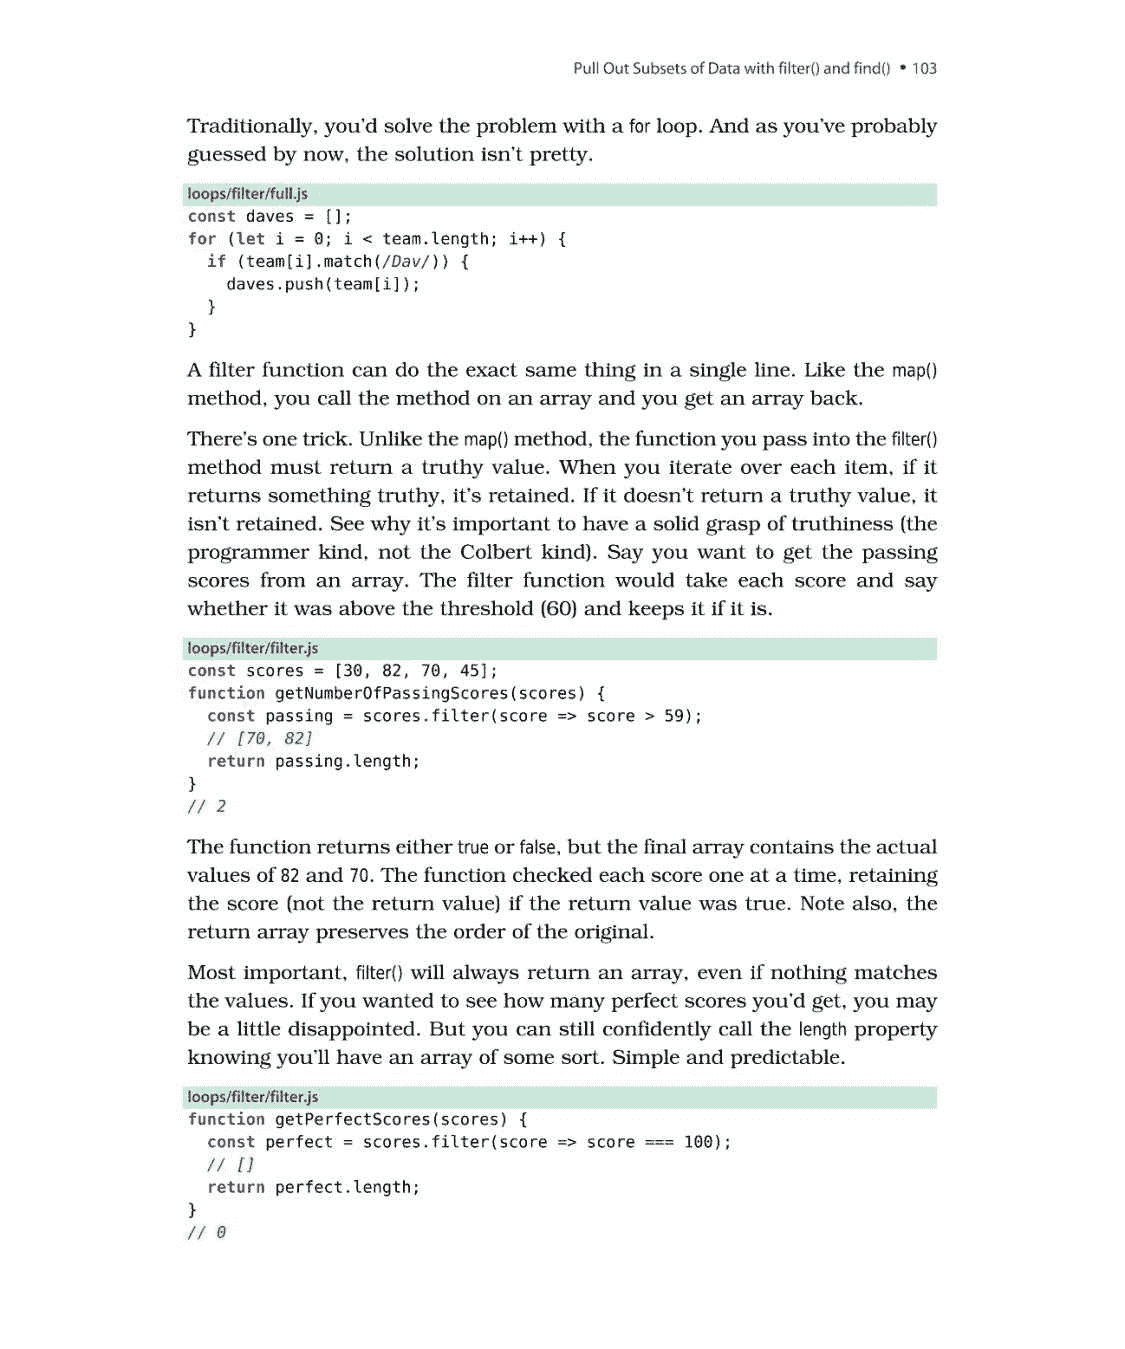 Pull Out Subsets of Data with filter() and find() • 103
Traditionally, you'd solve the problem with a for loop. And as you've probably
guessed by now, the solution isn't pretty.
loops/filter/full.js
const daves = [];
for (let i = 0; i < team.length; i++) {
  if (team[i].match(/Dav/)) {
    daves.push(team[i]);
  }
}
A filter function can do the exact same thing in a single line. Like the map()
method, you call the method on an array and you get an array back.
There's one trick. Unlike the map() method, the function you pass into the filter()
method must return a truthy value. When you iterate over each item, if it
returns something truthy, it's retained. If it doesn't return a truthy value, it
isn't retained. See why it's important to have a solid grasp of truthiness (the
programmer kind, not the Colbert kind). Say you want to get the passing
scores from an array. The filter function would take each score and say
whether it was above the threshold (60) and keeps it if it is.
loops/filter/filter.js
const scores = [30, 82, 70, 45];
function getNumberOfPassingScores(scores) {
  const passing = scores.filter(score => score > 59);
  // [70, 82]
  return passing.length;
}
// 2
The function returns either true or false, but the final array contains the actual
values of 82 and 70. The function checked each score one at a time, retaining
the score (not the return value) if the return value was true. Note also, the
return array preserves the order of the original.
Most important, filter() will always return an array, even if nothing matches
the values. If you wanted to see how many perfect scores you'd get, you may
be a little disappointed. But you can still confidently call the length property
knowing you'll have an array of some sort. Simple and predictable.
loops/filter/filter.js
function getPerfectScores(scores) {
  const perfect = scores.filter(score => score === 100);
  // []
  return perfect.length;
}
// 0